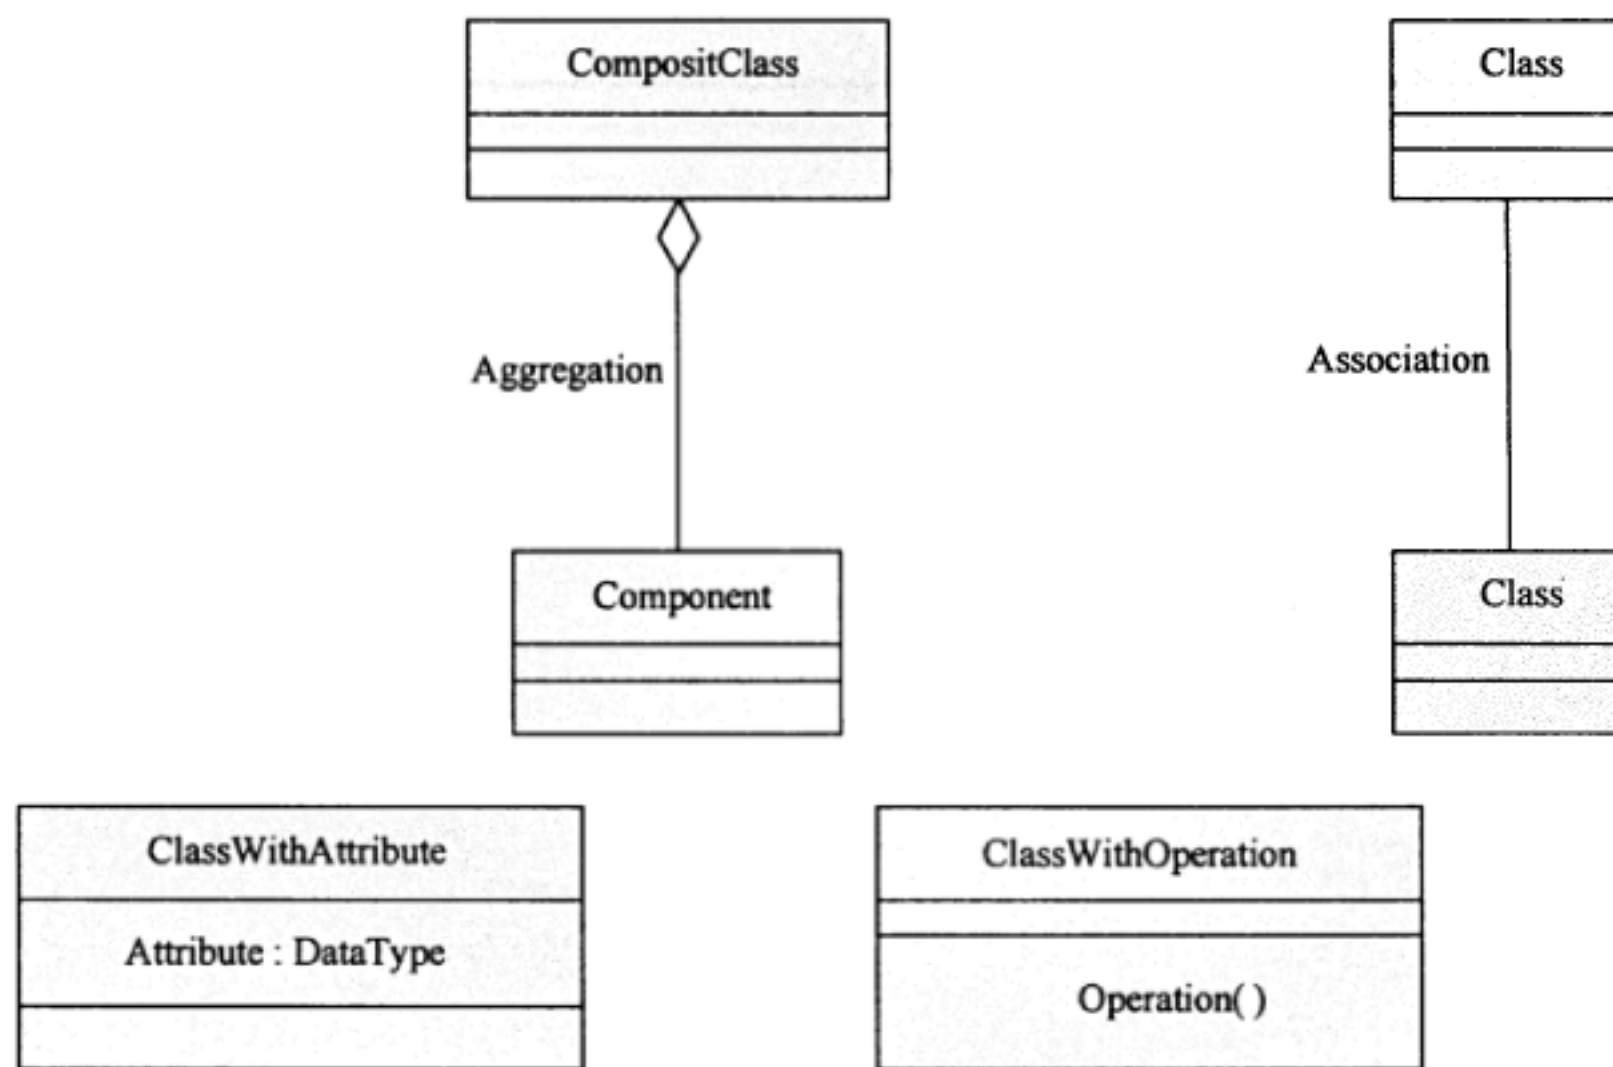 CompositClass
Class
Aggregation
Association
Component
Class
ClassWithAttribute
ClassWithOperation
Attribute : DataType
Operation( )